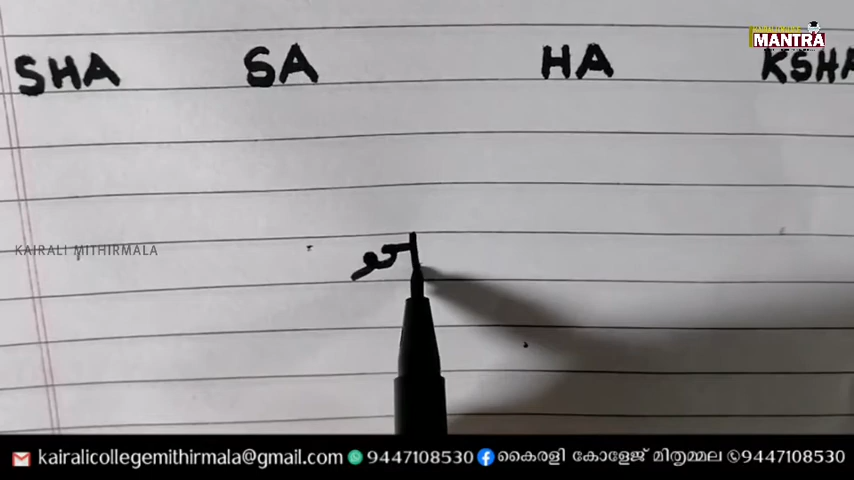 MANTRA
SHA SA HA KSHA
KAIRALI MITHIRMALA
kairalicollegemithirmala@gmail.com 9447108530 കൈരളി കോളേജ് മിതൃമ്മല 9447108530